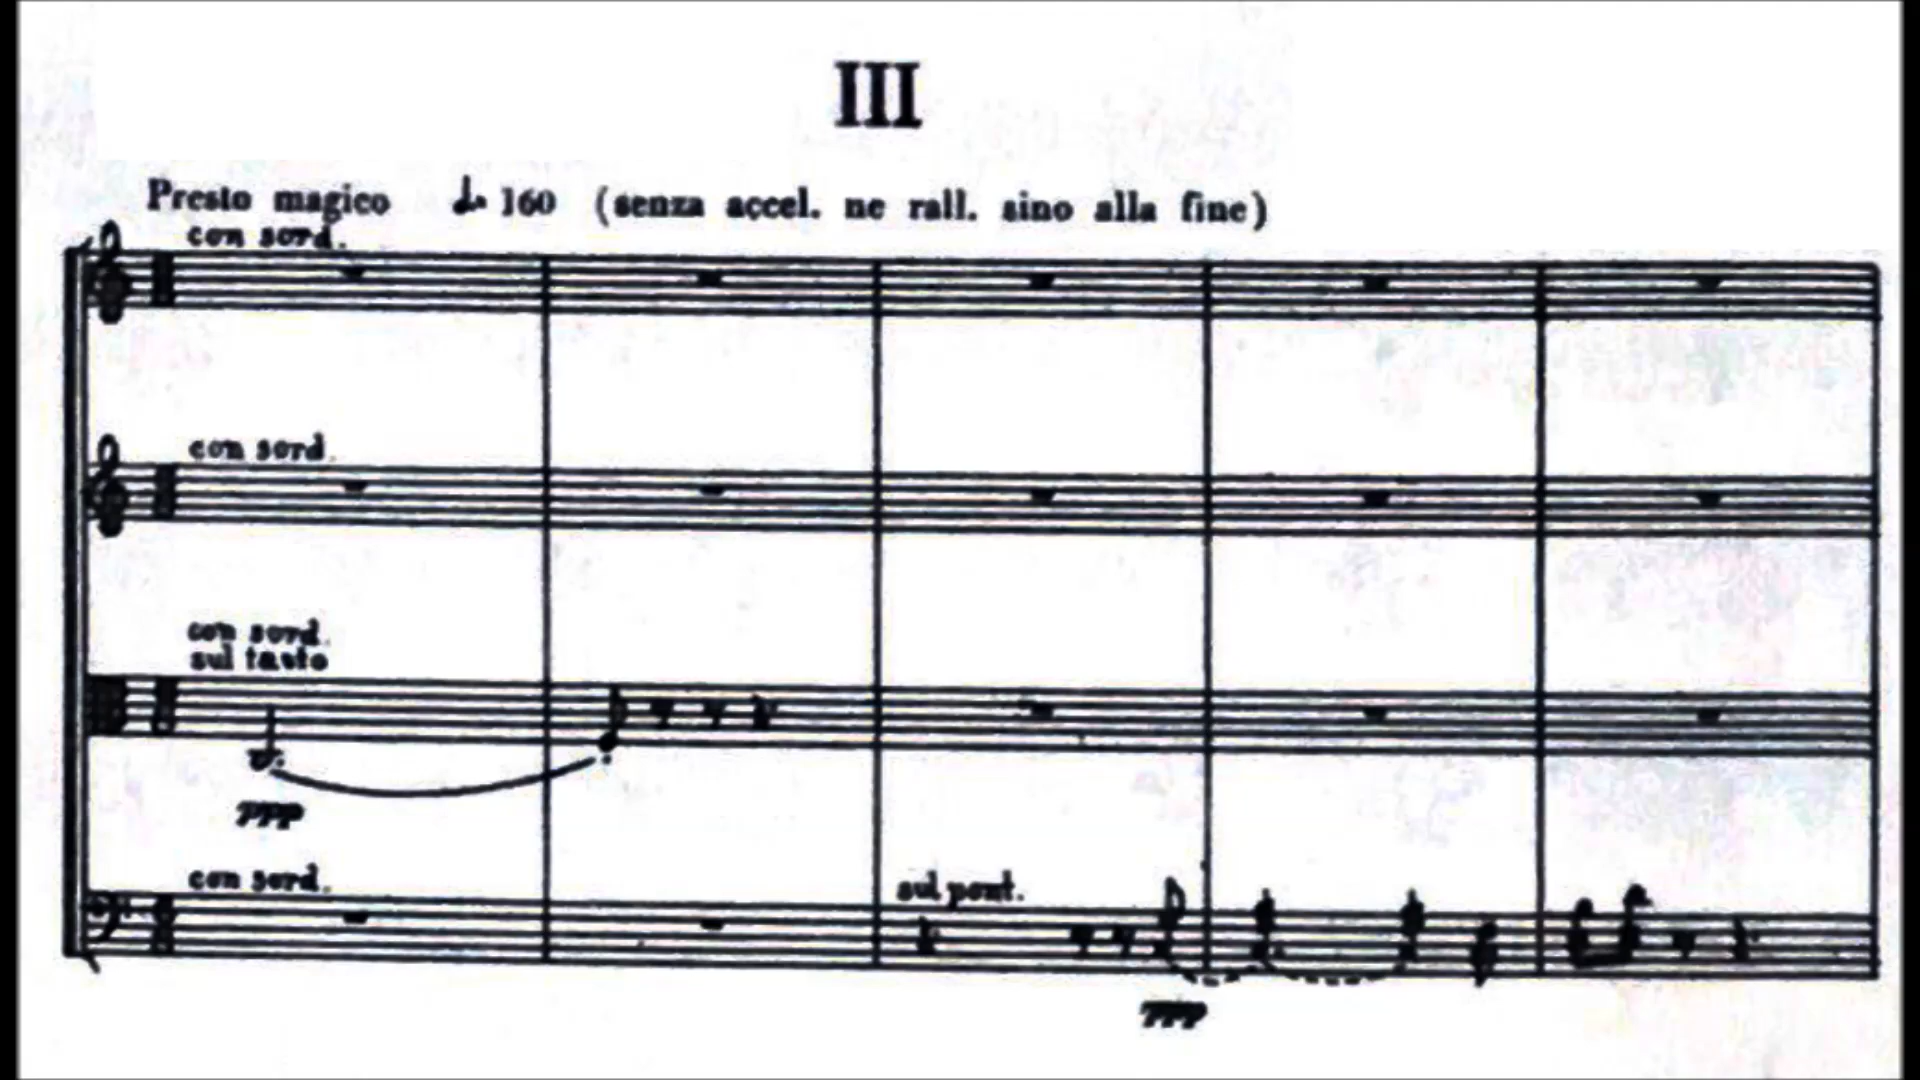 III
Presto magico ♩. 160 (senza accel. ne rall. sino alla fine)
con sord.
con sord.
con sord.
sul tasto
ppp
con sord.
sul pont.
ppp